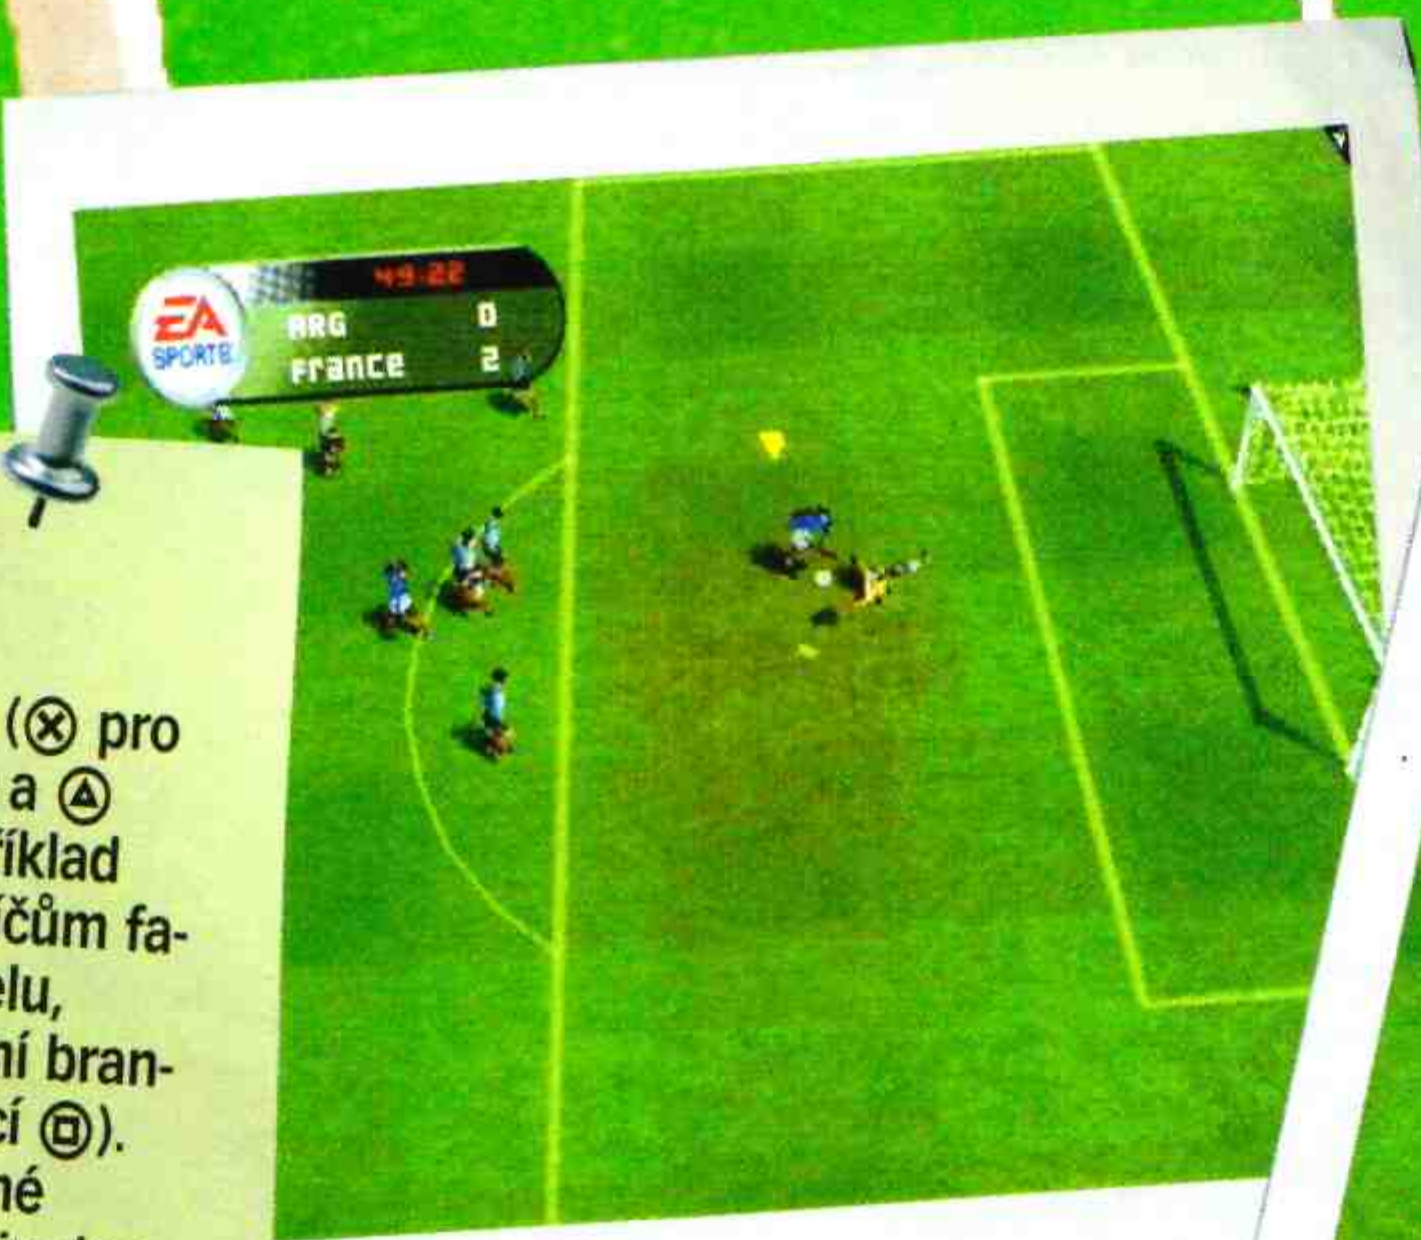 49:22
EA
SPORTS
ARG 0
France 2
(Ⓧ pro
a
říklad
íčům fa-
elu,
ní bran-
cí
né